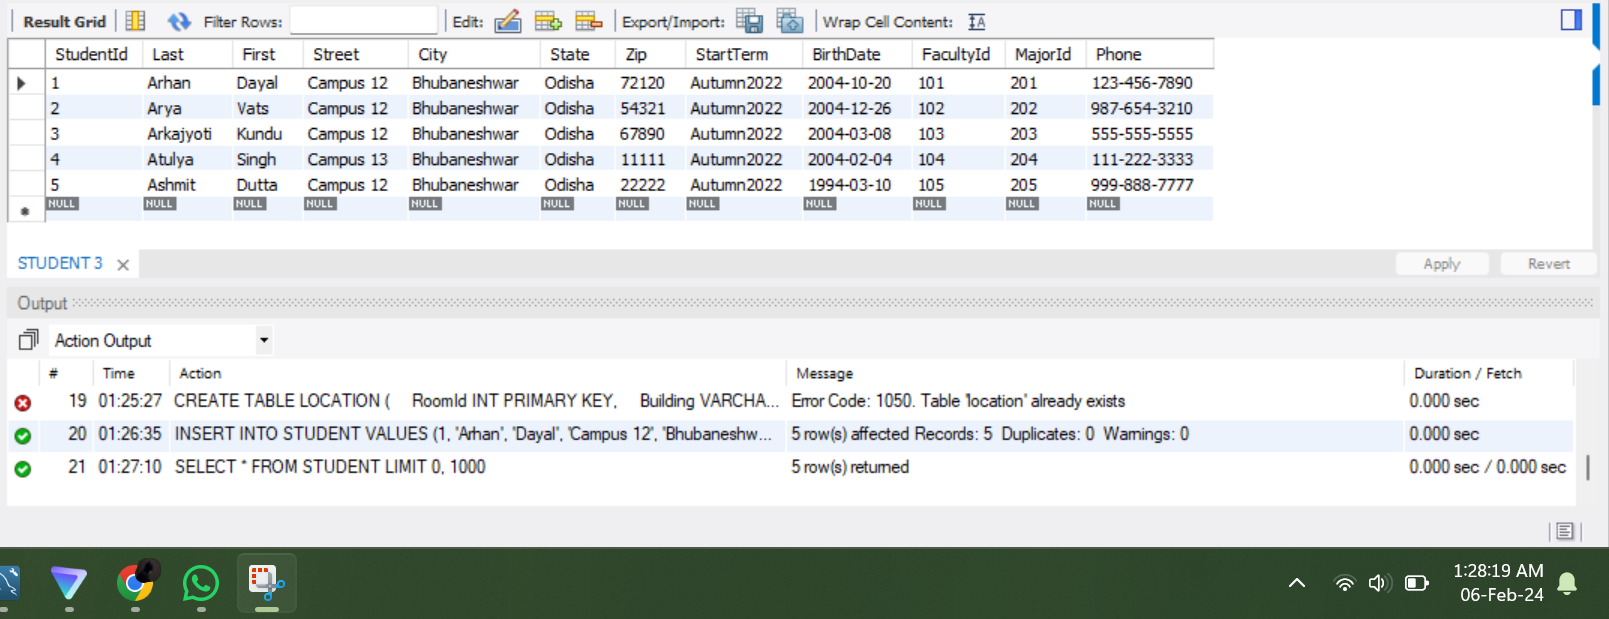 Result Grid Filter Rows: Edit: Export/Import: Wrap Cell Content: IA
StudentId Last First Street City State Zip StartTerm BirthDate FacultyId MajorId Phone
1 Arhan Dayal Campus 12 Bhubaneshwar Odisha 72120 Autumn2022 2004-10-20 101 201 123-456-7890
2 Arya Vats Campus 12 Bhubaneshwar Odisha 54321 Autumn2022 2004-12-26 102 202 987-654-3210
3 Arkajyoti Kundu Campus 12 Bhubaneshwar Odisha 67890 Autumn2022 2004-03-08 103 203 555-555-5555
4 Atulya Singh Campus 13 Bhubaneshwar Odisha 11111 Autumn2022 2004-02-04 104 204 111-222-3333
5 Ashmit Dutta Campus 12 Bhubaneshwar Odisha 22222 Autumn2022 1994-03-10 105 205 999-888-7777
NULL NULL NULL NULL NULL NULL NULL NULL NULL NULL NULL NULL
STUDENT 3 Apply Revert
Output
Action Output
# Time Action Message Duration / Fetch
19 01:25:27 CREATE TABLE LOCATION ( RoomId INT PRIMARY KEY, Building VARCHA... Error Code: 1050. Table 'location' already exists 0.000 sec
20 01:26:35 INSERT INTO STUDENT VALUES (1, 'Arhan', 'Dayal', 'Campus 12', 'Bhubaneshw... 5 row(s) affected Records: 5 Duplicates: 0 Warnings: 0 0.000 sec
21 01:27:10 SELECT * FROM STUDENT LIMIT 0, 1000 5 row(s) returned 0.000 sec / 0.000 sec
1:28:19 AM
06-Feb-24